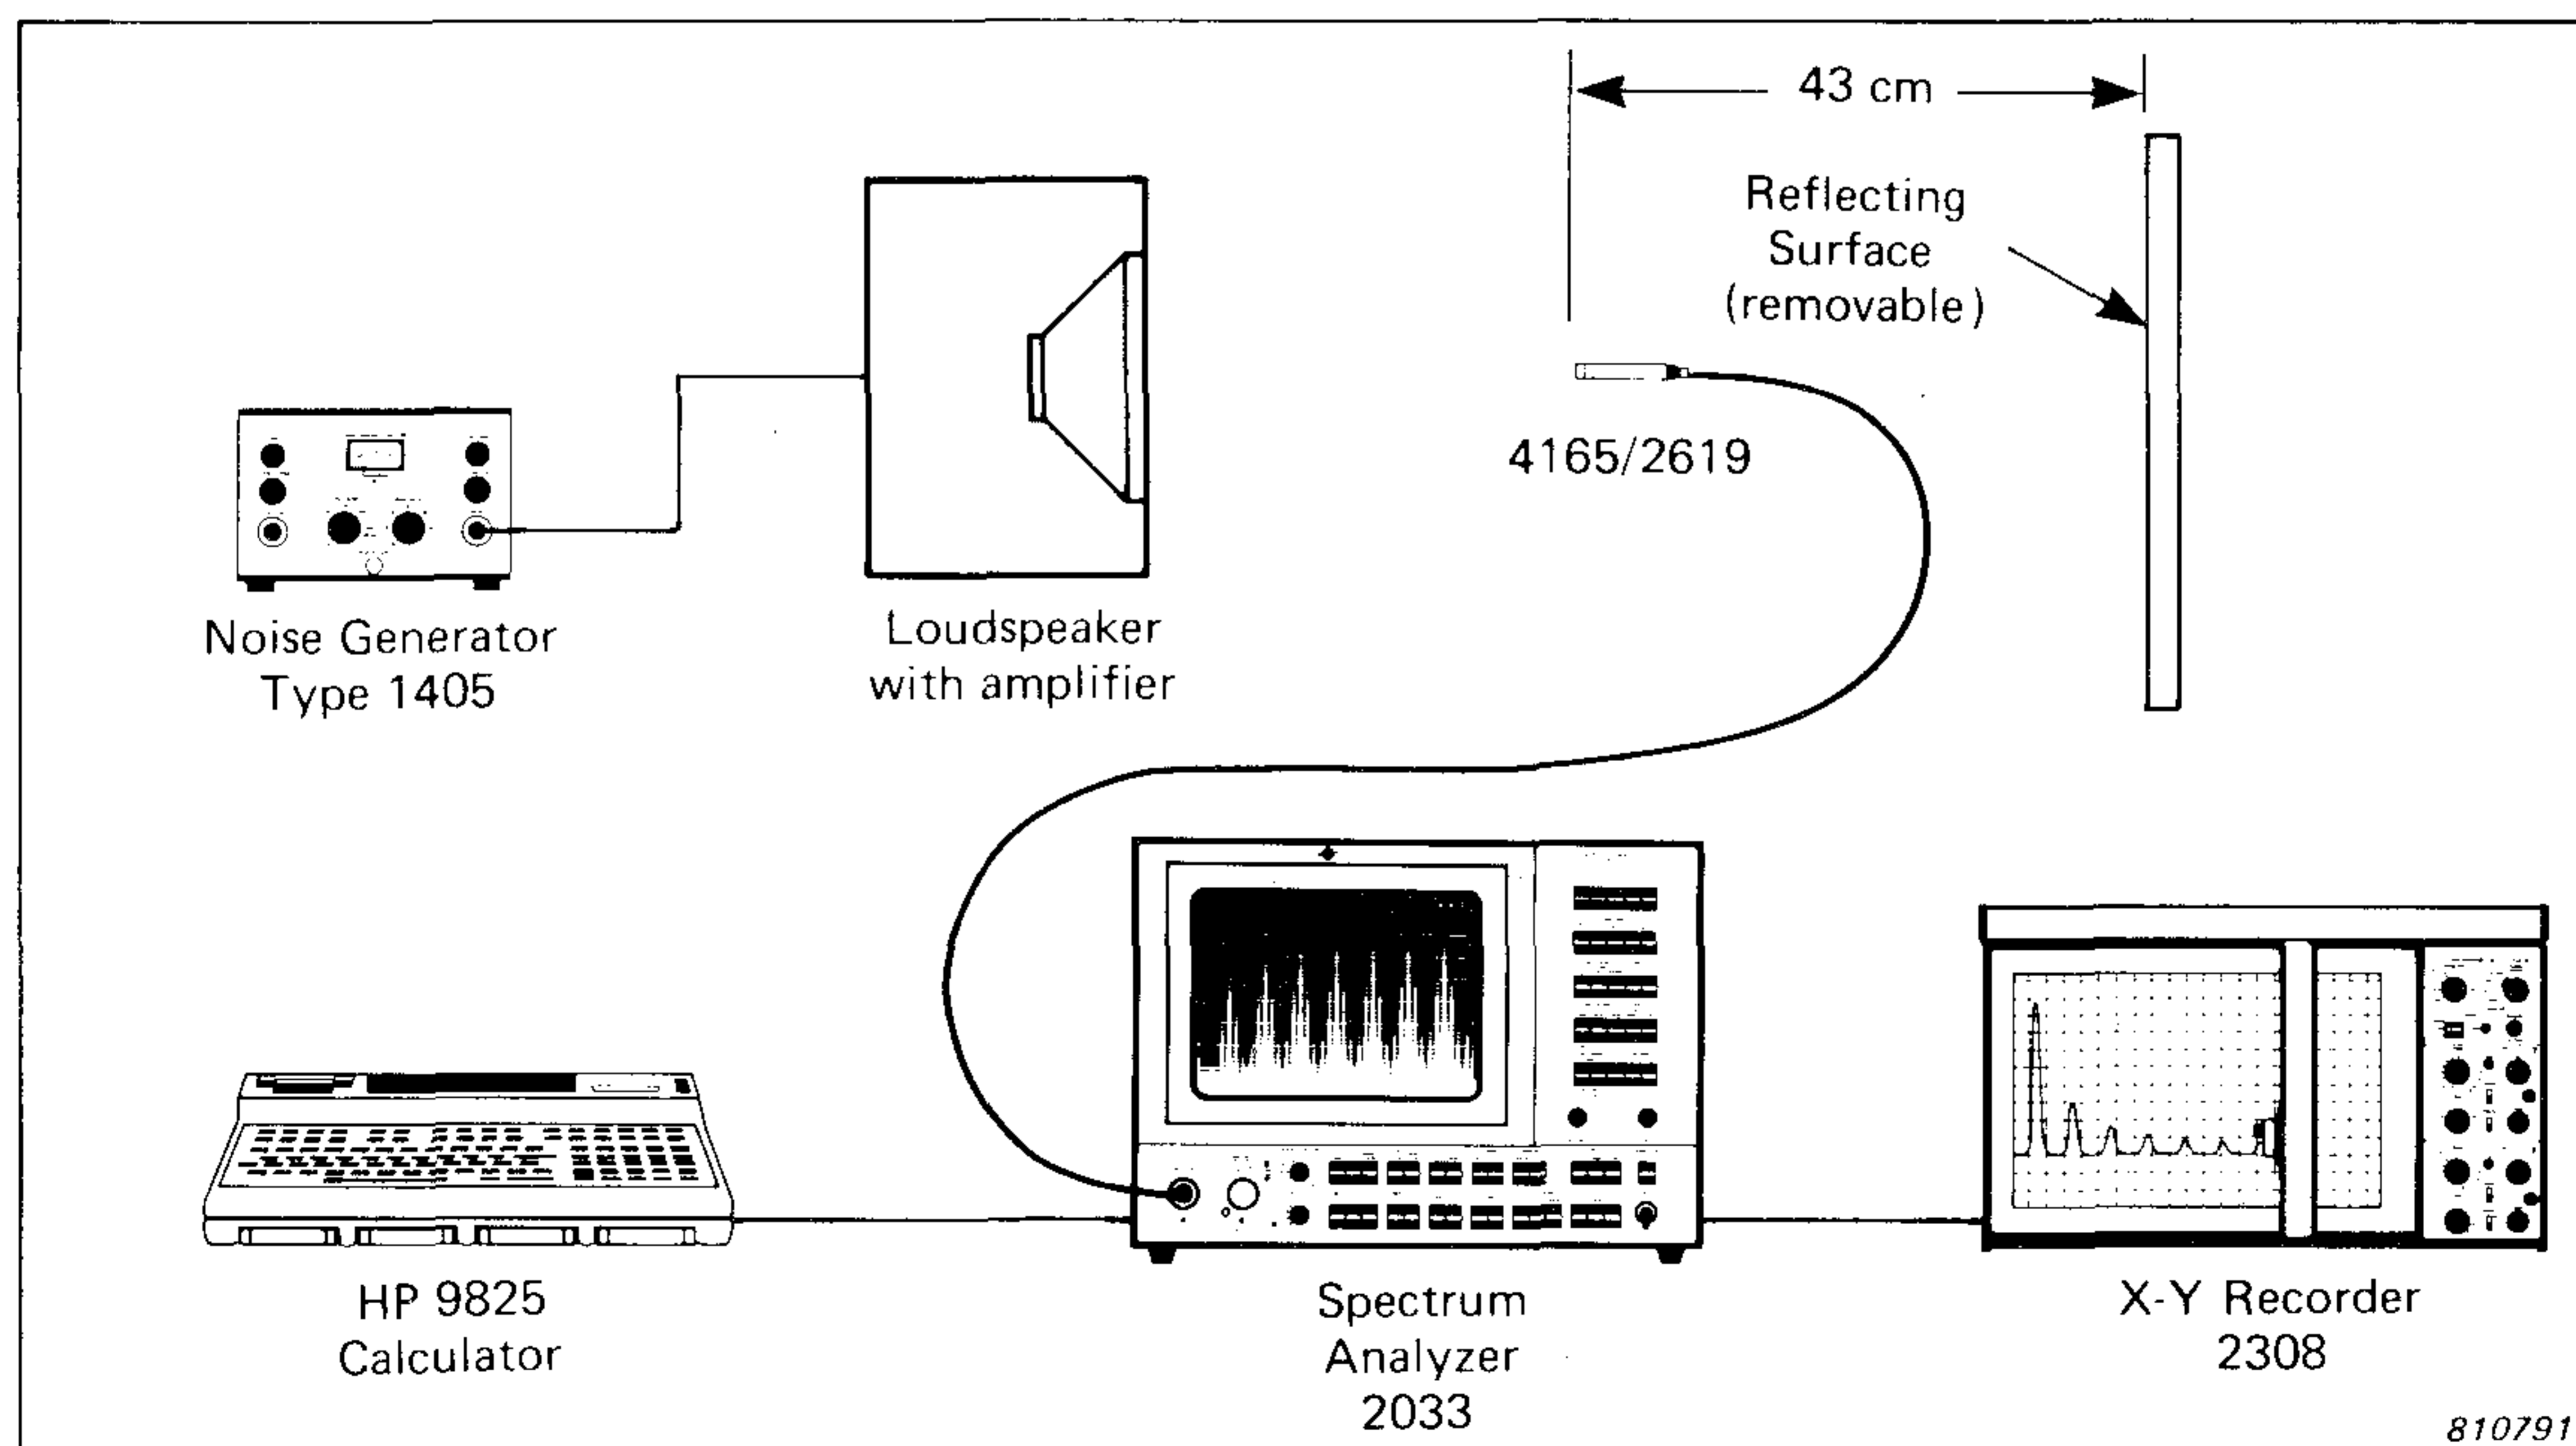 43 cm
Reflecting
Surface
(removable)
4165/2619
Noise Generator
Type 1405
Loudspeaker
with amplifier
HP 9825
Calculator
Spectrum
Analyzer
2033
X-Y Recorder
2308
810791